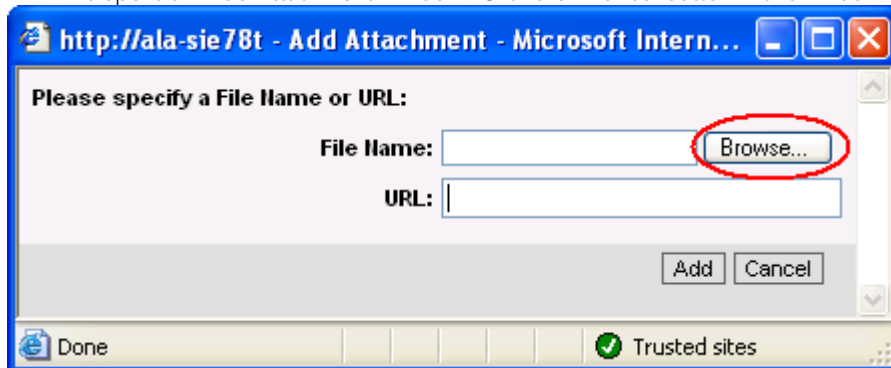 http://ala-sie78t - Add Attachment - Microsoft Intern...
Please specify a File Name or URL:
File Name: Browse...
URL:
Add Cancel
Done Trusted sites